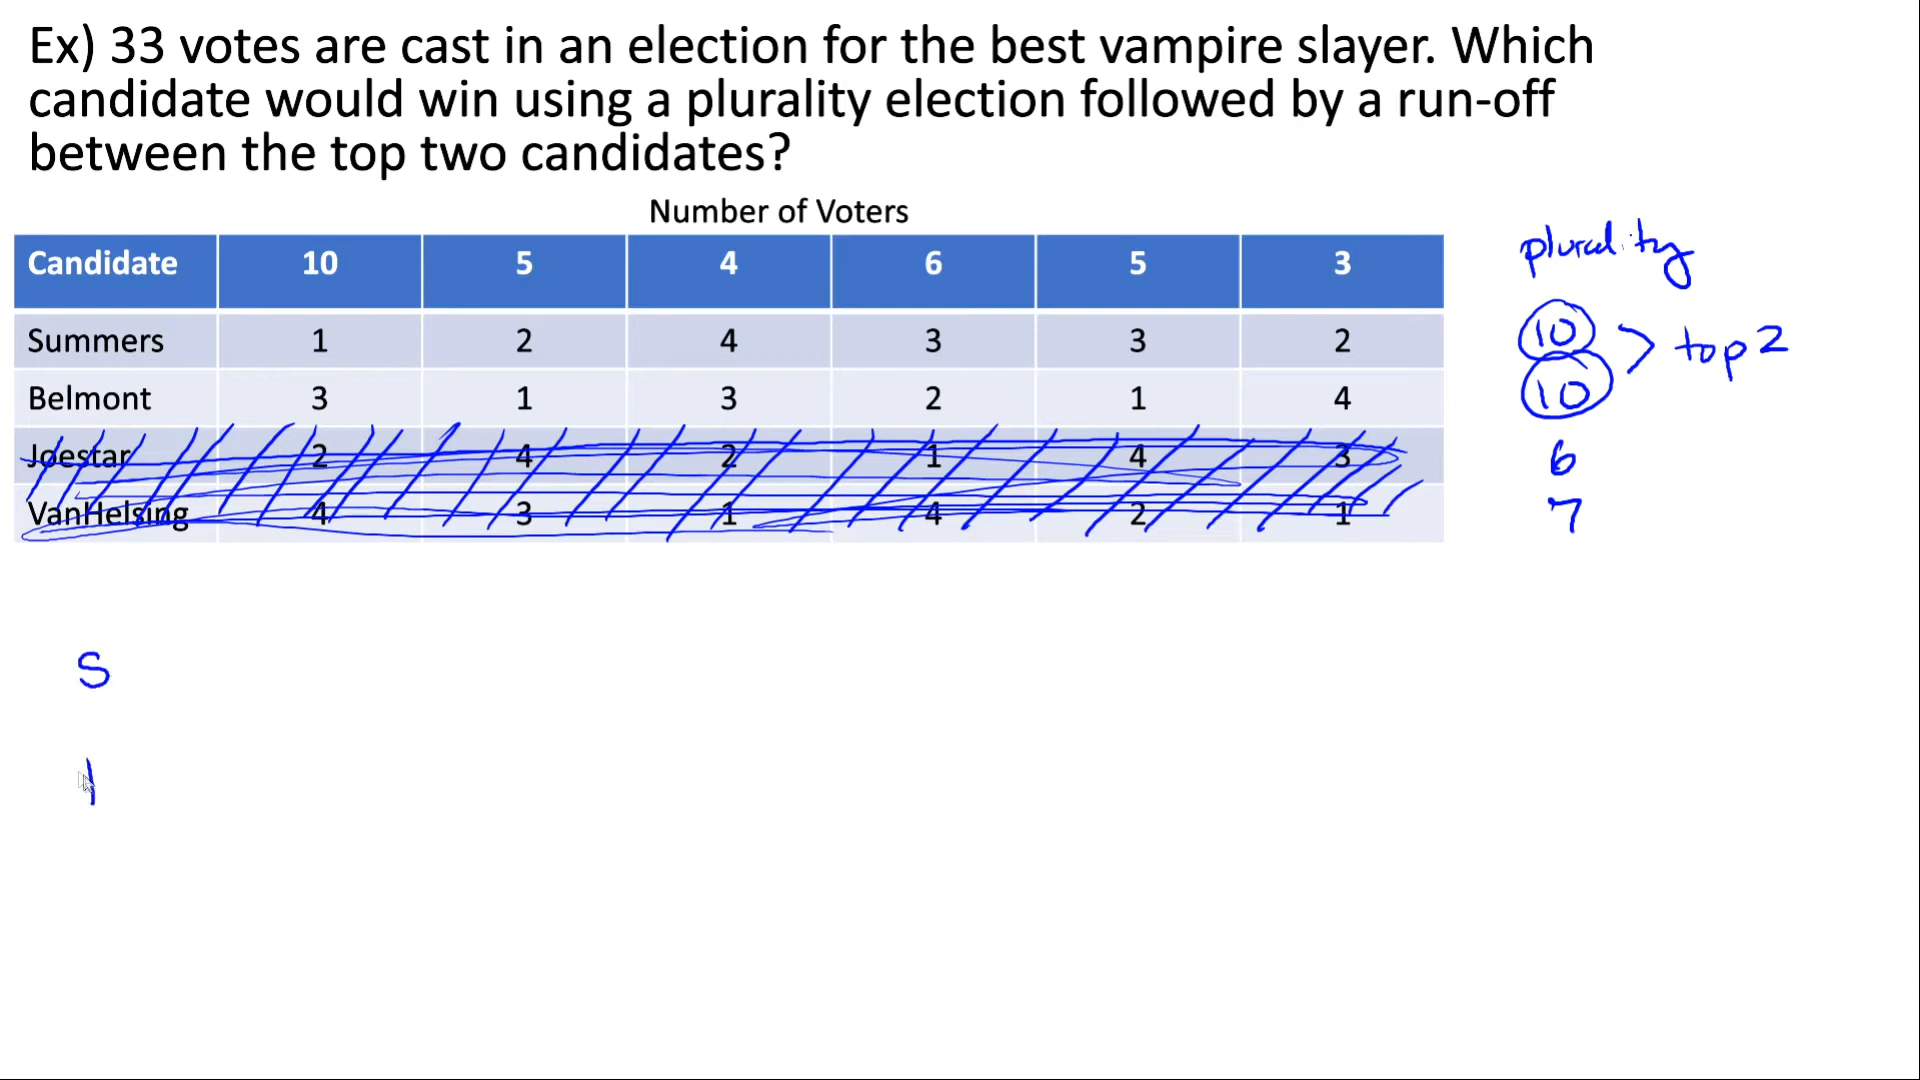 Ex) 33 votes are cast in an election for the best vampire slayer. Which
candidate would win using a plurality election followed by a run-off
between the top two candidates?
Number of Voters
Candidate 10 5 4 6 5 3
plurality
Summers 1 2 4 3 3 2
10 > top 2
Belmont 3 1 3 2 1 4
10
Joestar 2 4 2 1 4 3
6
VanHelsing 4 3 1 4 2 1
7
S